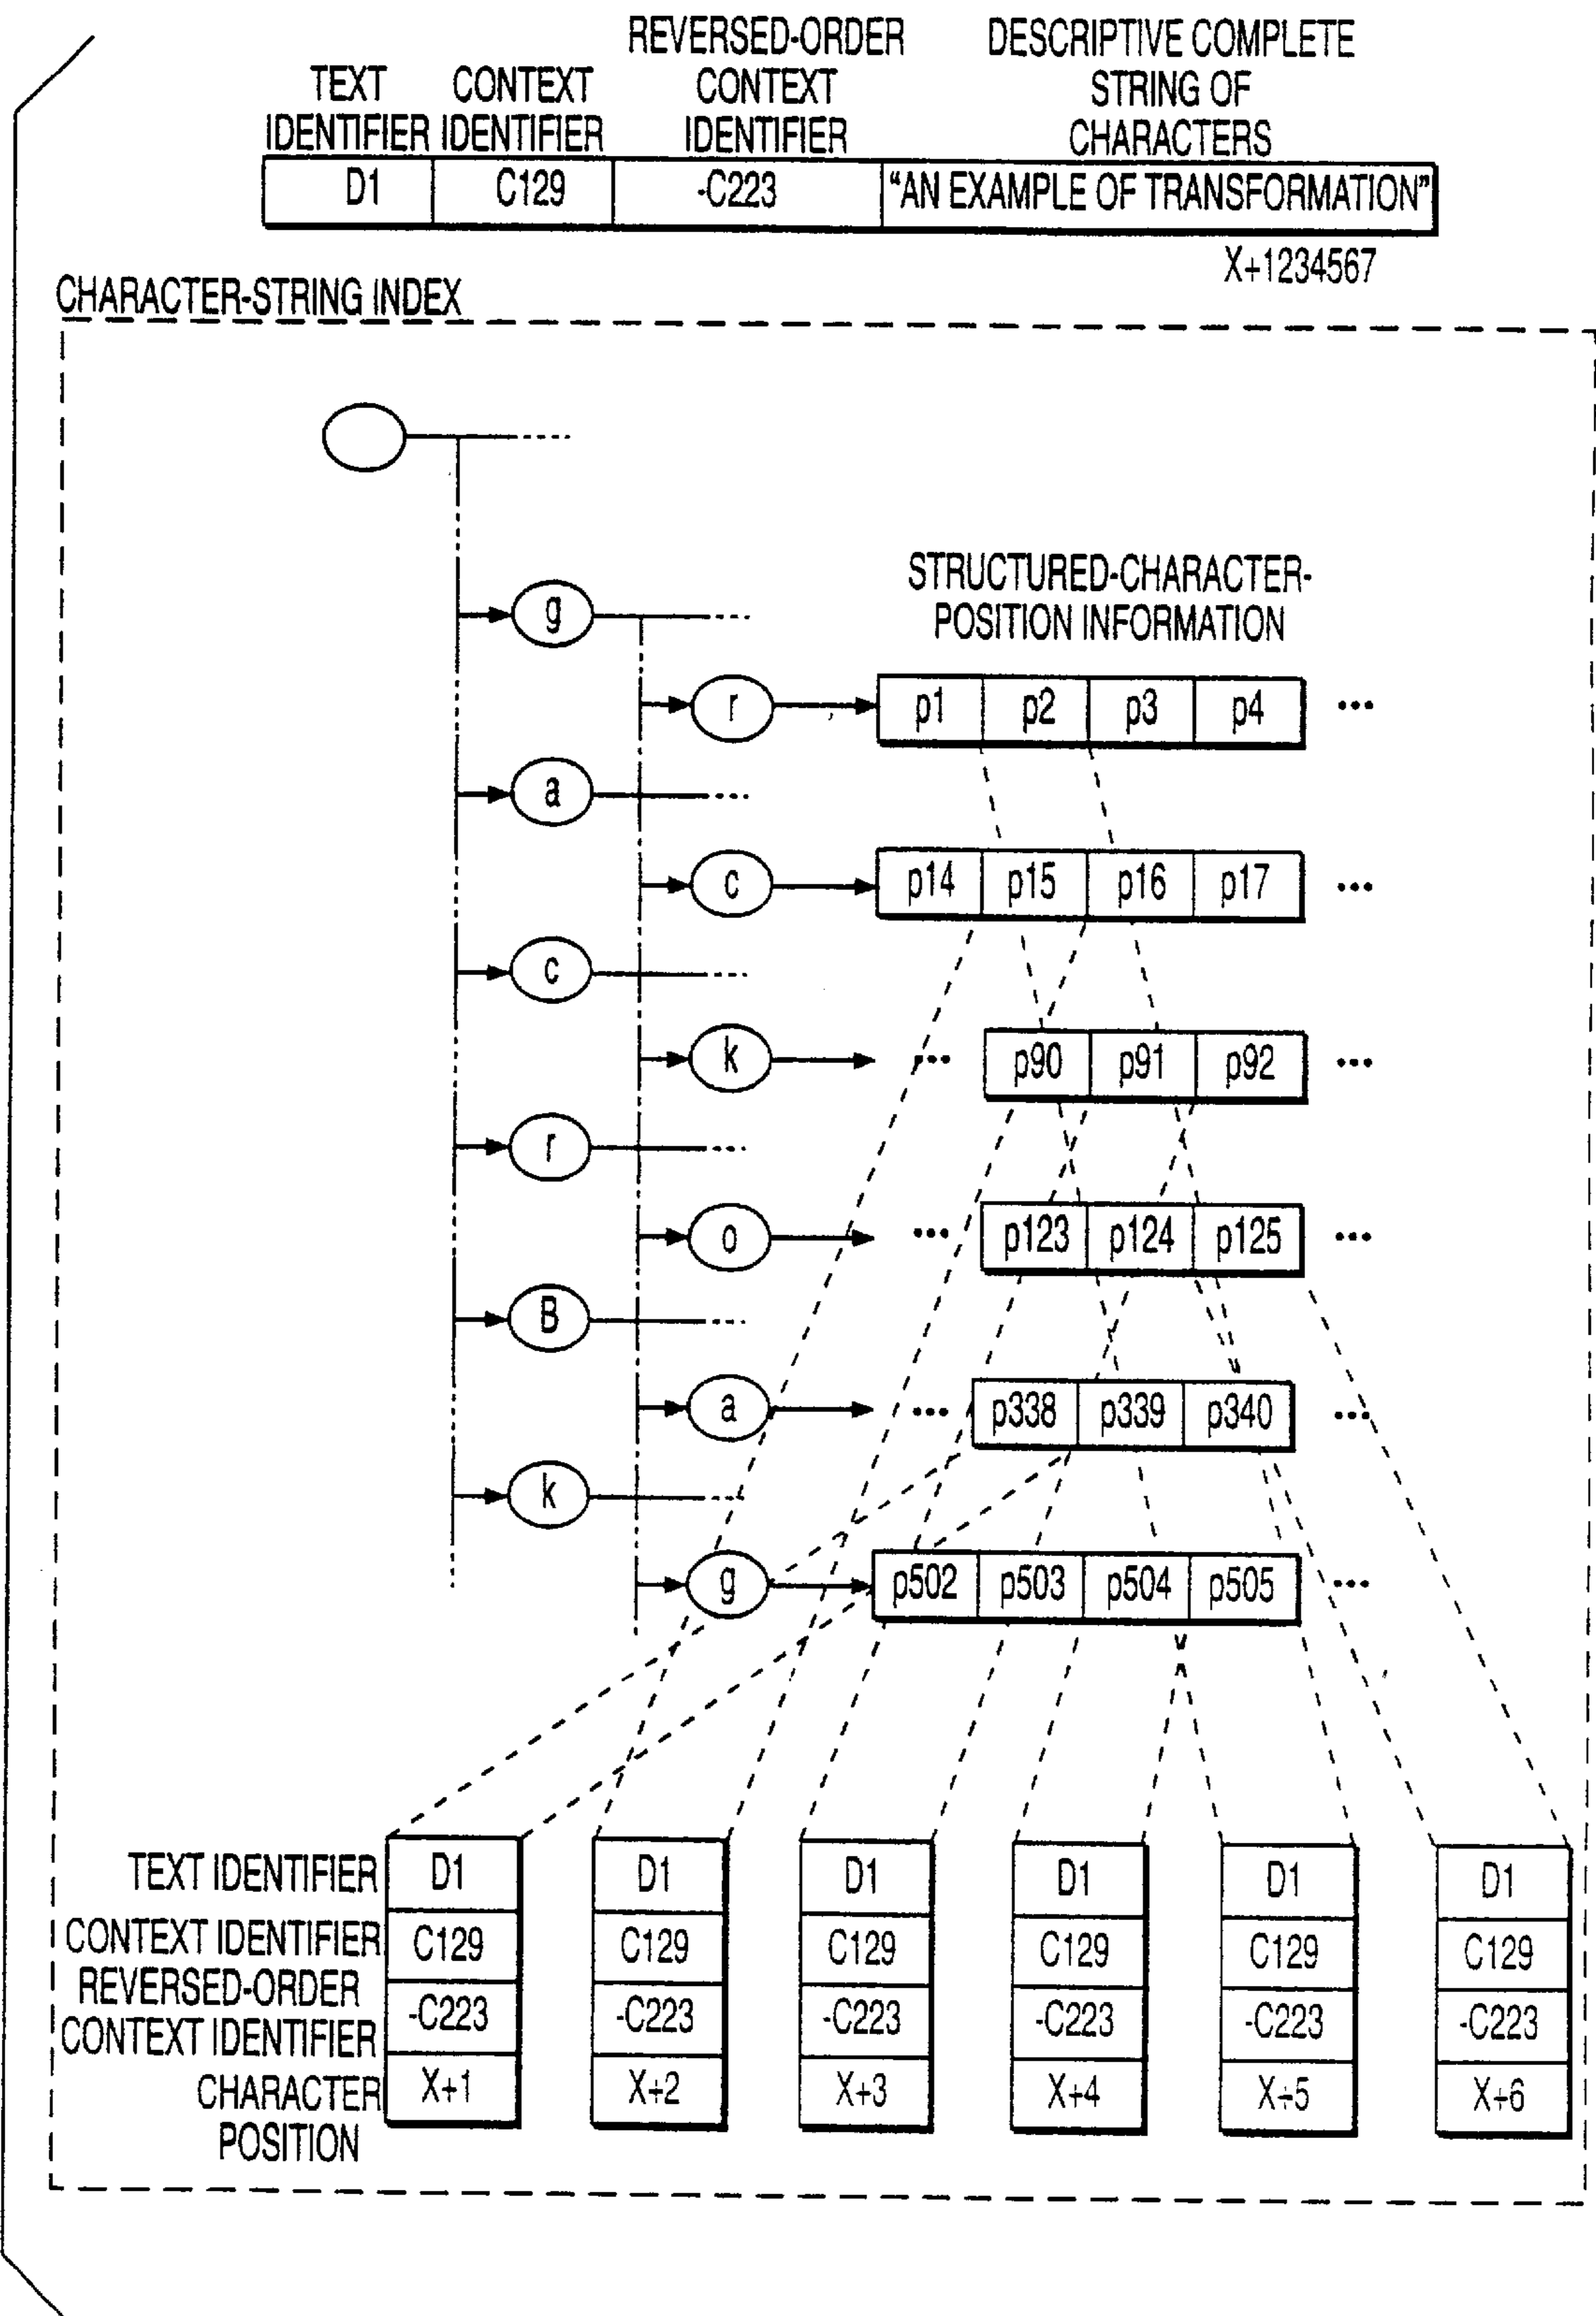 TEXT
IDENTIFIER
CONTEXT
IDENTIFIER
REVERSED-ORDER
CONTEXT
IDENTIFIER
DESCRIPTIVE COMPLETE
STRING OF
CHARACTERS
D1 C129 -C223 "AN EXAMPLE OF TRANSFORMATION"
X+1234567
CHARACTER-STRING INDEX
STRUCTURED-CHARACTER-
POSITION INFORMATION
g
r p1 p2 p3 p4 ...
a
c p14 p15 p16 p17 ...
c
k ... p90 p91 p92 ...
r
o ... p123 p124 p125 ...
B
a ... p338 p339 p340 ...
k
g p502 p503 p504 p505 ...
TEXT IDENTIFIER D1 D1 D1 D1 D1 D1
CONTEXT IDENTIFIER C129 C129 C129 C129 C129 C129
REVERSED-ORDER
CONTEXT IDENTIFIER -C223 -C223 -C223 -C223 -C223 -C223
CHARACTER
POSITION X+1 X+2 X+3 X+4 X+5 X+6